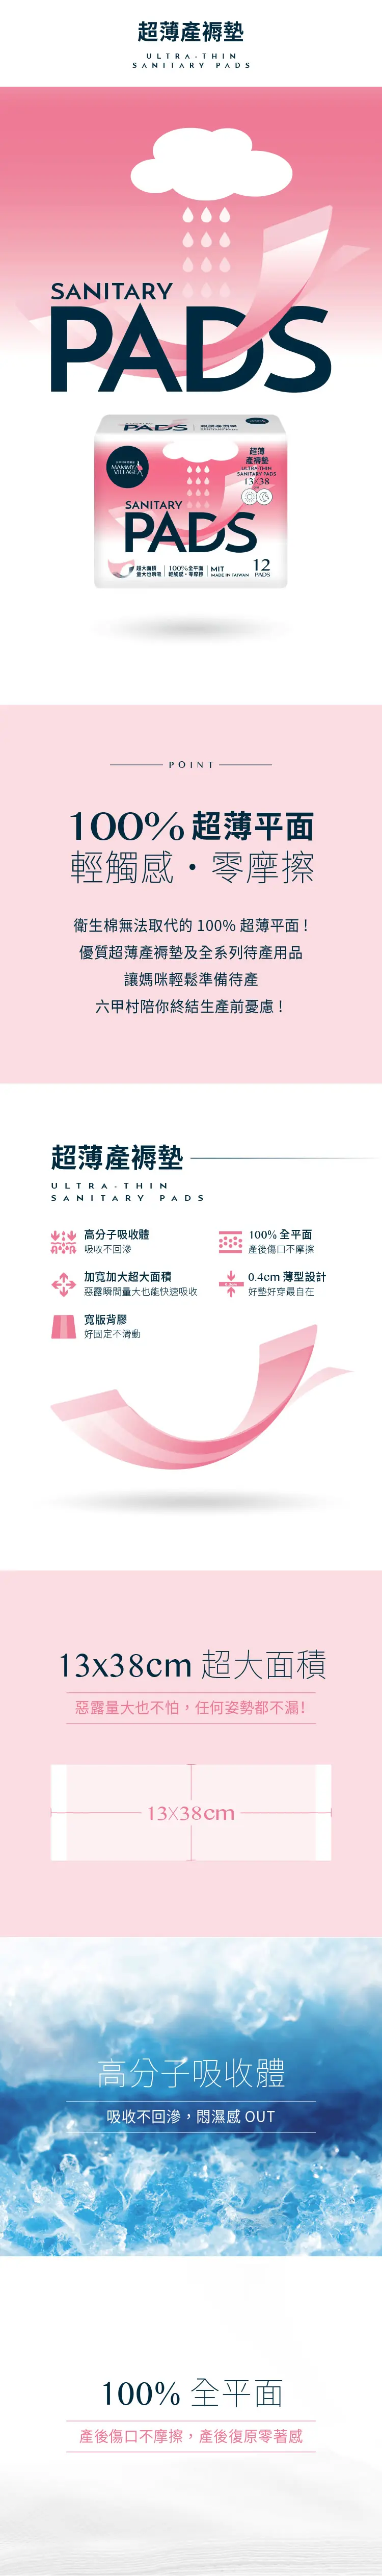 超薄產褥墊
ULTRA-THIN
SANITARY PADS
SANITARY
PADS
PADS
超薄產褥墊
MAMMY
VILLAGE
超薄
產褥墊
ULTRA-THIN
SANITARY PADS
13×38
SANITARY
PADS
超大面積
量大也瞬吸
100%全平面
輕觸感・零摩擦
MIT
MADE IN TAIWAN
12
PADS
POINT
100% 超薄平面
輕觸感・零摩擦
衛生棉無法取代的 100% 超薄平面！
優質超薄產褥墊及全系列待產用品
讓媽咪輕鬆準備待產
六甲村陪你終結生產前憂慮！
超薄產褥墊
ULTRA-THIN
SANITARY PADS
高分子吸收體
吸收不回滲
100% 全平面
產後傷口不摩擦
加寬加大超大面積
惡露瞬間量大也能快速吸收
0.4cm 薄型設計
好墊好穿最自在
寬版背膠
好固定不滑動
13x38cm 超大面積
惡露量大也不怕，任何姿勢都不漏！
13X38cm
高分子吸收體
吸收不回滲，悶濕感 OUT
100% 全平面
產後傷口不摩擦，產後復原零著感